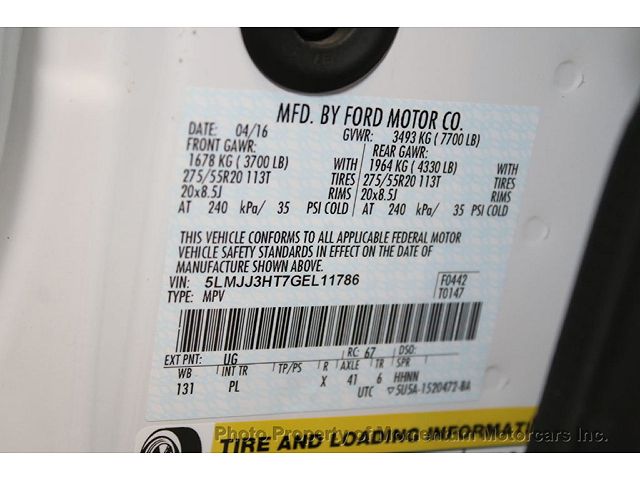 MFD. BY FORD MOTOR CO.
DATE: 04/16 GVWR: 3493 KG ( 7700 LB)
FRONT GAWR: REAR GAWR:
1678 KG ( 3700 LB) WITH 1964 KG ( 4330 LB) WITH
275/55R20 113T TIRES 275/55R20 113T TIRES
20x8.5J RIMS 20x8.5J RIMS
AT 240 kPa/ 35 PSI COLD AT 240 kPa/ 35 PSI COLD
THIS VEHICLE CONFORMS TO ALL APPLICABLE FEDERAL MOTOR
VEHICLE SAFETY STANDARDS IN EFFECT ON THE DATE OF
MANUFACTURE SHOWN ABOVE.
VIN: 5LMJJ3HT7GEL11786 F0442
TYPE: MPV T0147
EXT PNT: UG RC: 67 DSO:
WB INT TR TP/PS R AXLE TR SPR
131 PL X 41 6 HHNN
UTC ▽5U5A-1520472-BA
TIRE AND LOADING INFORMATI
Photo Property of Momentum Motorcars Inc.